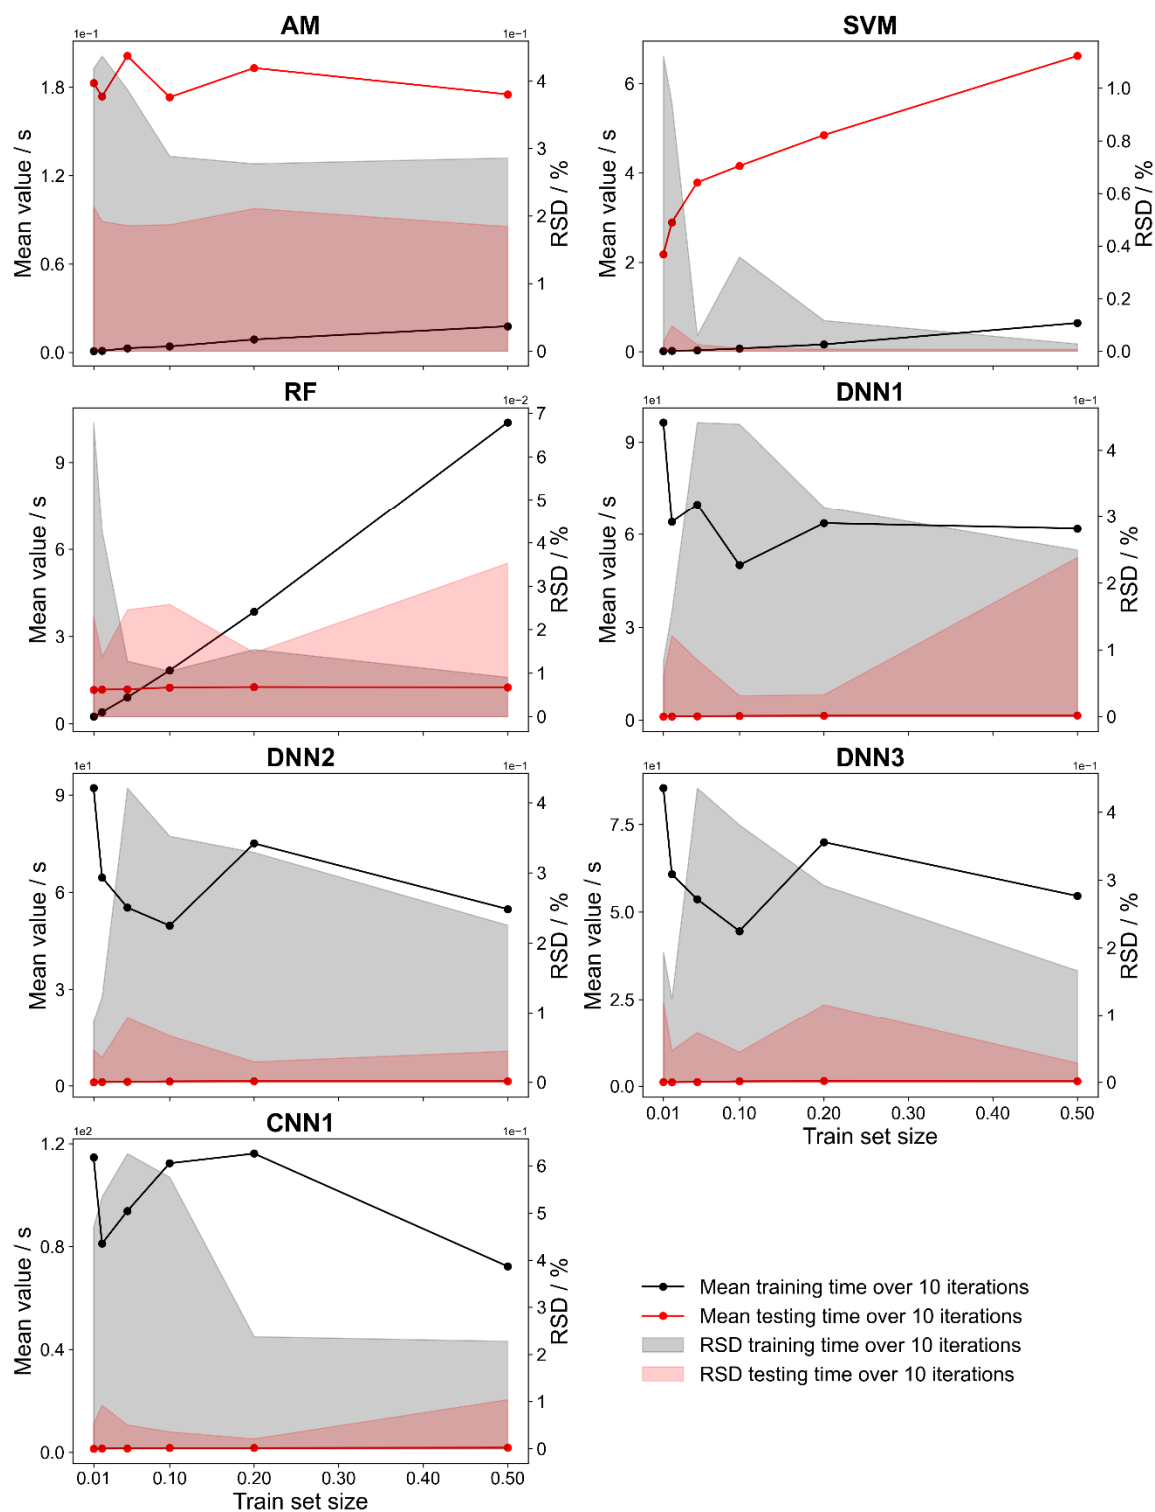 AM
1e−1
1e−1
Mean value / s
1.8
1.2
0.6
0.0
4
3
2
1
0
RSD / %
SVM
Mean value / s
6
4
2
0
1.0
0.8
0.6
0.4
0.2
0.0
RSD / %
RF
1e−2
Mean value / s
9
6
3
0
7
6
5
4
3
2
1
0
RSD / %
DNN1
1e1
1e−1
Mean value / s
9
6
3
0
4
3
2
1
0
RSD / %
DNN2
1e1
1e−1
Mean value / s
9
6
3
0
4
3
2
1
0
RSD / %
DNN3
1e1
1e−1
Mean value / s
7.5
5.0
2.5
0.0
4
3
2
1
0
RSD / %
0.01 0.10 0.20 0.30 0.40 0.50
Train set size
CNN1
1e2
1e−1
Mean value / s
1.2
0.8
0.4
0.0
6
5
4
3
2
1
0
RSD / %
0.01 0.10 0.20 0.30 0.40 0.50
Train set size
Mean training time over 10 iterations
Mean testing time over 10 iterations
RSD training time over 10 iterations
RSD testing time over 10 iterations